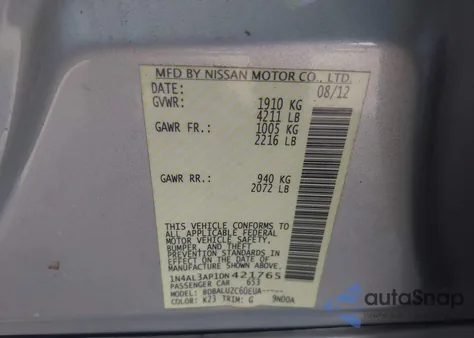 MFD BY NISSAN MOTOR CO., LTD.
DATE: 08/12
GVWR: 1910 KG
4211 LB
GAWR FR.: 1005 KG
2216 LB
GAWR RR.: 940 KG
2072 LB
THIS VEHICLE CONFORMS TO
ALL APPLICABLE FEDERAL
MOTOR VEHICLE SAFETY,
BUMPER, AND THEFT
PREVENTION STANDARDS IN
EFFECT ON THE DATE OF
MANUFACTURE SHOWN ABOVE.
1N4AL3AP1DN421765
PASSENGER CAR 653
MODEL: BDBALU2C6OEUA-----
COLOR: K23 TRIM: G 9N00A
autoSnap